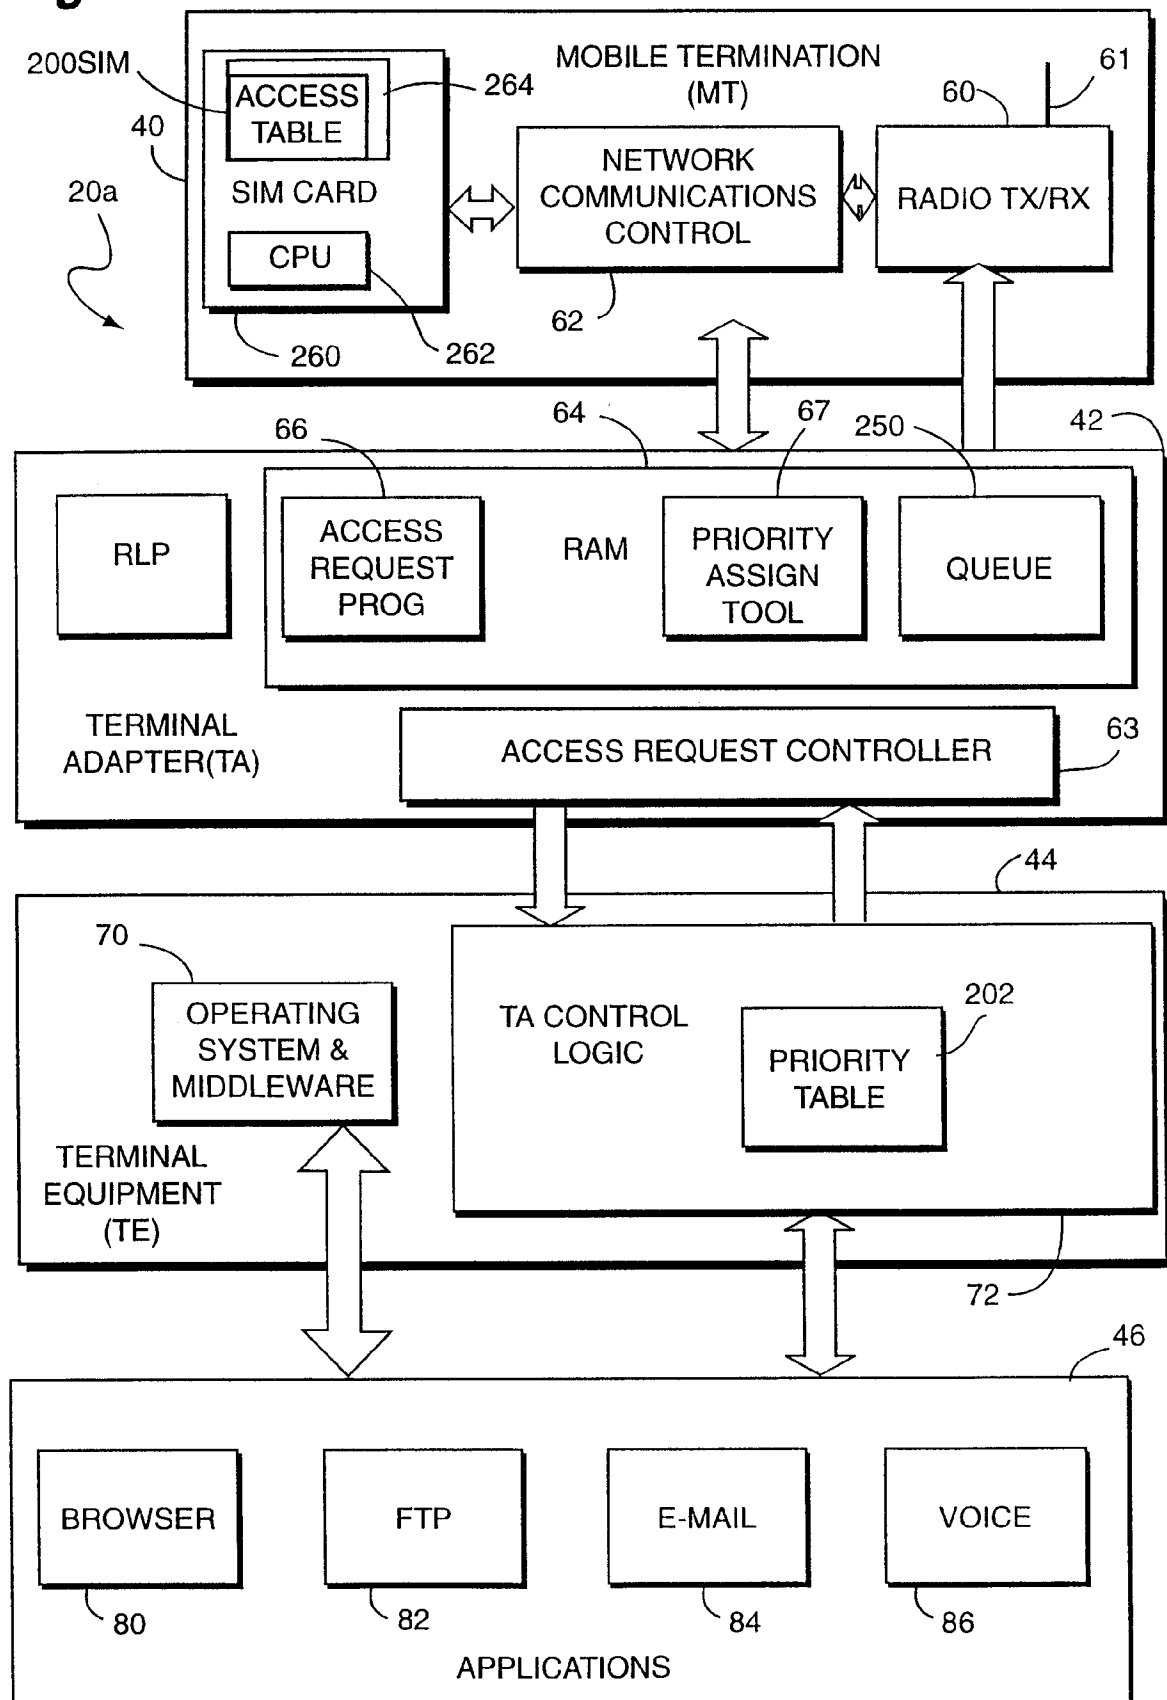 200SIM
ACCESS
TABLE
264
40
SIM CARD
20a
CPU
260
262
MOBILE TERMINATION
(MT)
NETWORK
COMMUNICATIONS
CONTROL
62
60
61
RADIO TX/RX
66
64
67
250
42
RLP
ACCESS
REQUEST
PROG
RAM
PRIORITY
ASSIGN
TOOL
QUEUE
TERMINAL
ADAPTER(TA)
ACCESS REQUEST CONTROLLER
63
44
70
OPERATING
SYSTEM &
MIDDLEWARE
TA CONTROL
LOGIC
202
PRIORITY
TABLE
TERMINAL
EQUIPMENT
(TE)
72
46
BROWSER
FTP
E-MAIL
VOICE
80
82
84
86
APPLICATIONS